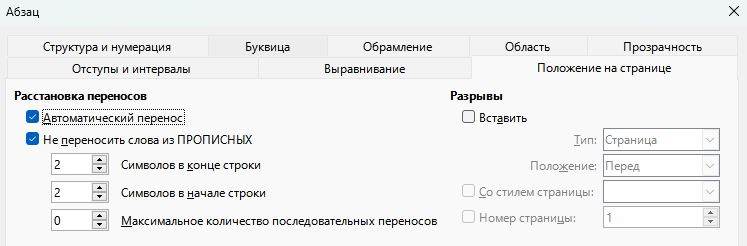 Абзац
Структура и нумерация Буквица Обрамление Область Прозрачность
Отступы и интервалы Выравнивание Положение на странице
Расстановка переносов Разрывы
Автоматический перенос Вставить
Не переносить слова из ПРОПИСНЫХ Тип: Страница
2 Символов в конце строки Положение: Перед
2 Символов в начале строки Со стилем страницы:
0 Максимальное количество последовательных переносов Номер страницы: 1